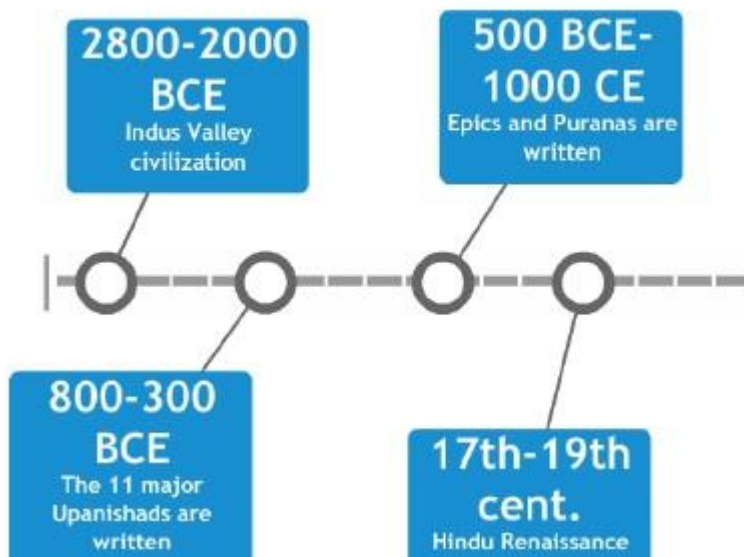 2800-2000
BCE
Indus Valley
civilization
500 BCE-
1000 CE
Epics and Puranas are
written
800-300
BCE
The 11 major
Upanishads are
written
17th-19th
cent.
Hindu Renaissance